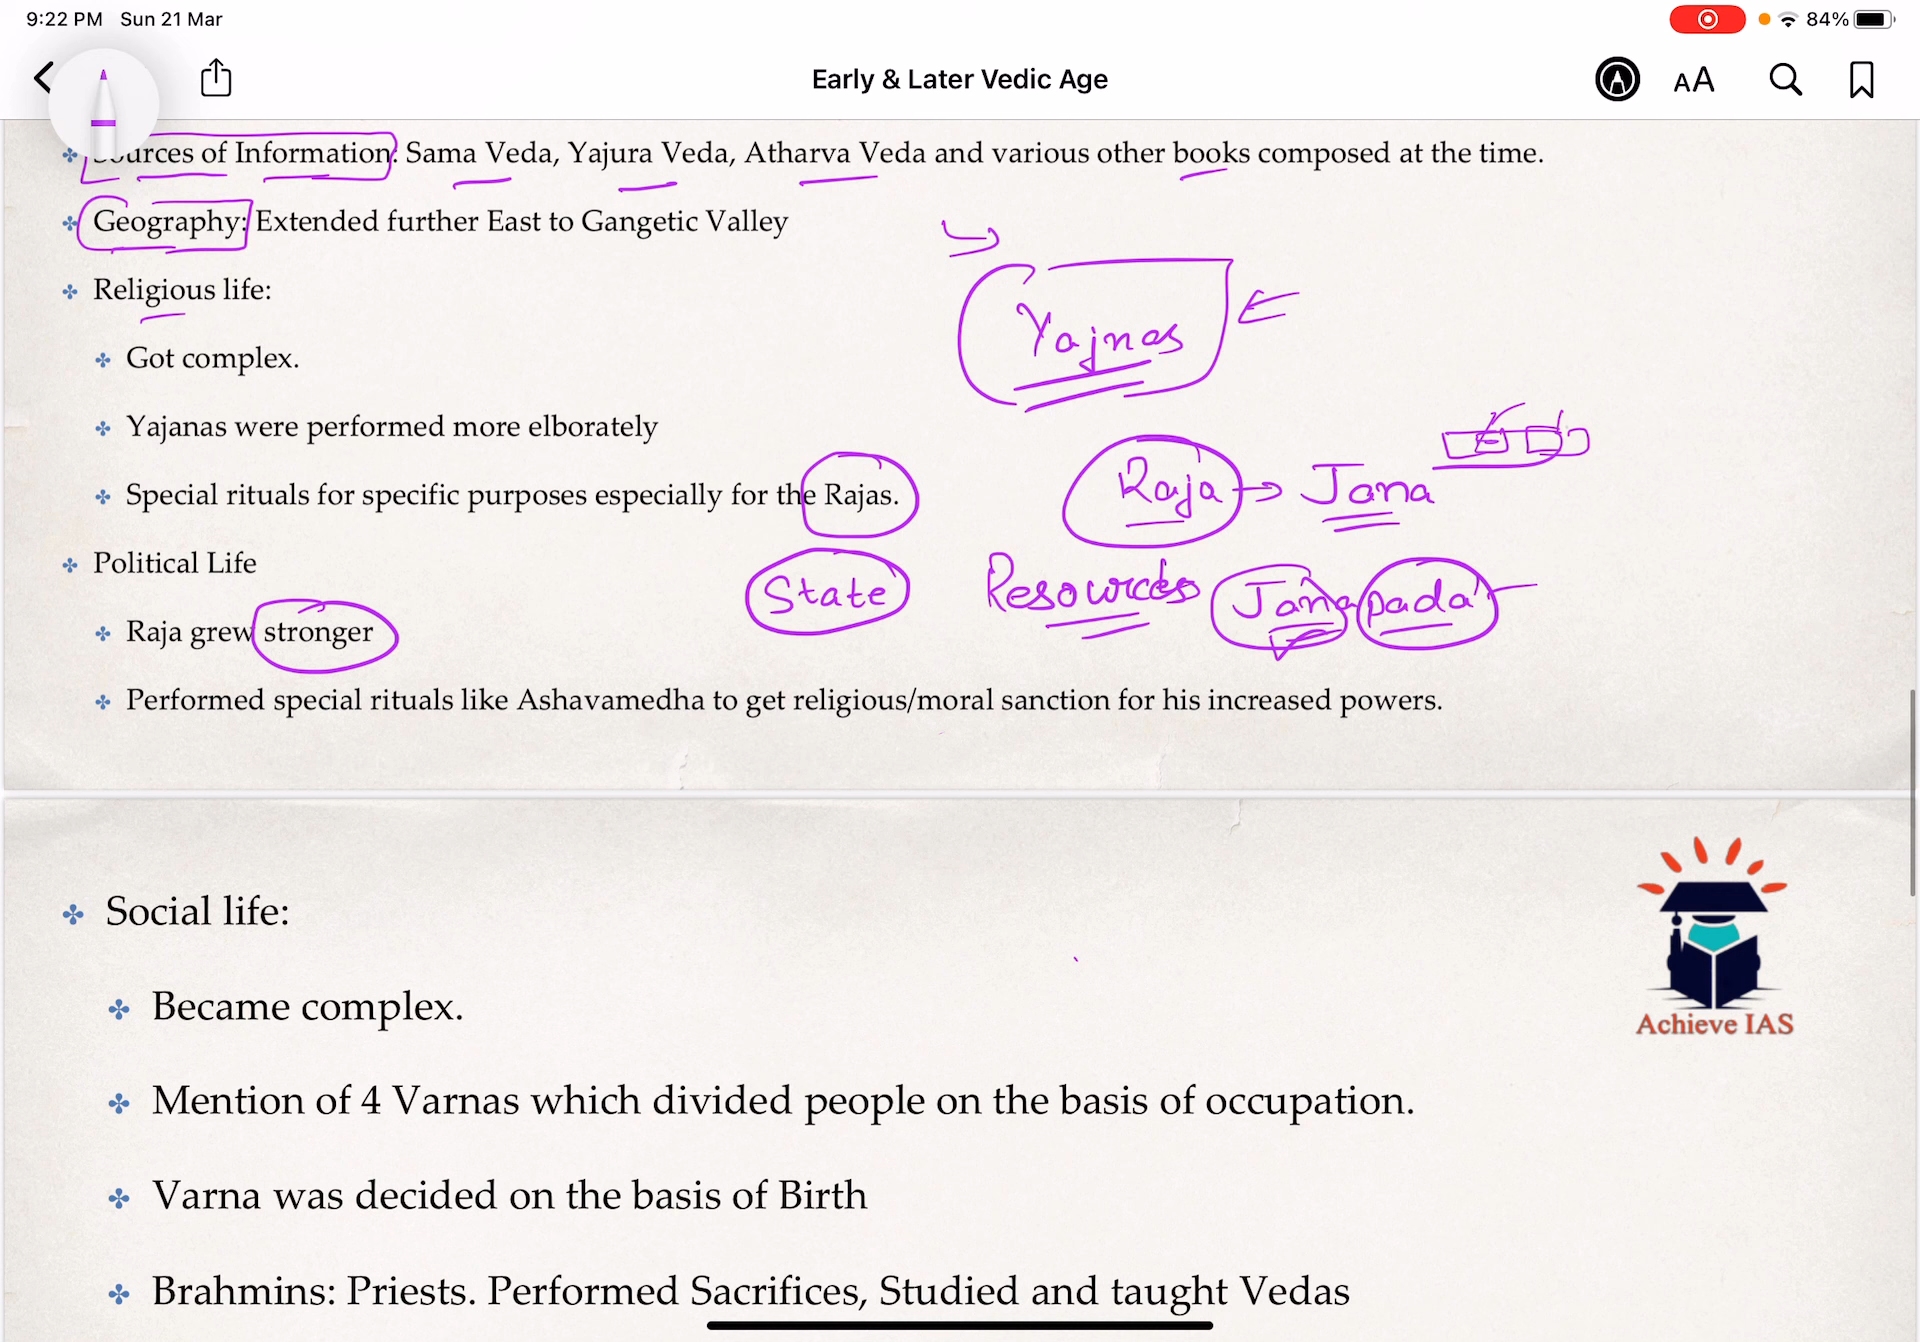 9:22 PM Sun 21 Mar
84%
Early & Later Vedic Age
AA
Sources of Information: Sama Veda, Yajura Veda, Atharva Veda and various other books composed at the time.
Geography: Extended further East to Gangetic Valley
Religious life:
Yajnas
Got complex.
Yajanas were performed more elborately
Special rituals for specific purposes especially for the Rajas.
Raja → Jana
Political Life
State Resources Janapada
Raja grew stronger
Performed special rituals like Ashavamedha to get religious/moral sanction for his increased powers.
Social life:
Became complex.
Achieve IAS
Mention of 4 Varnas which divided people on the basis of occupation.
Varna was decided on the basis of Birth
Brahmins: Priests. Performed Sacrifices, Studied and taught Vedas